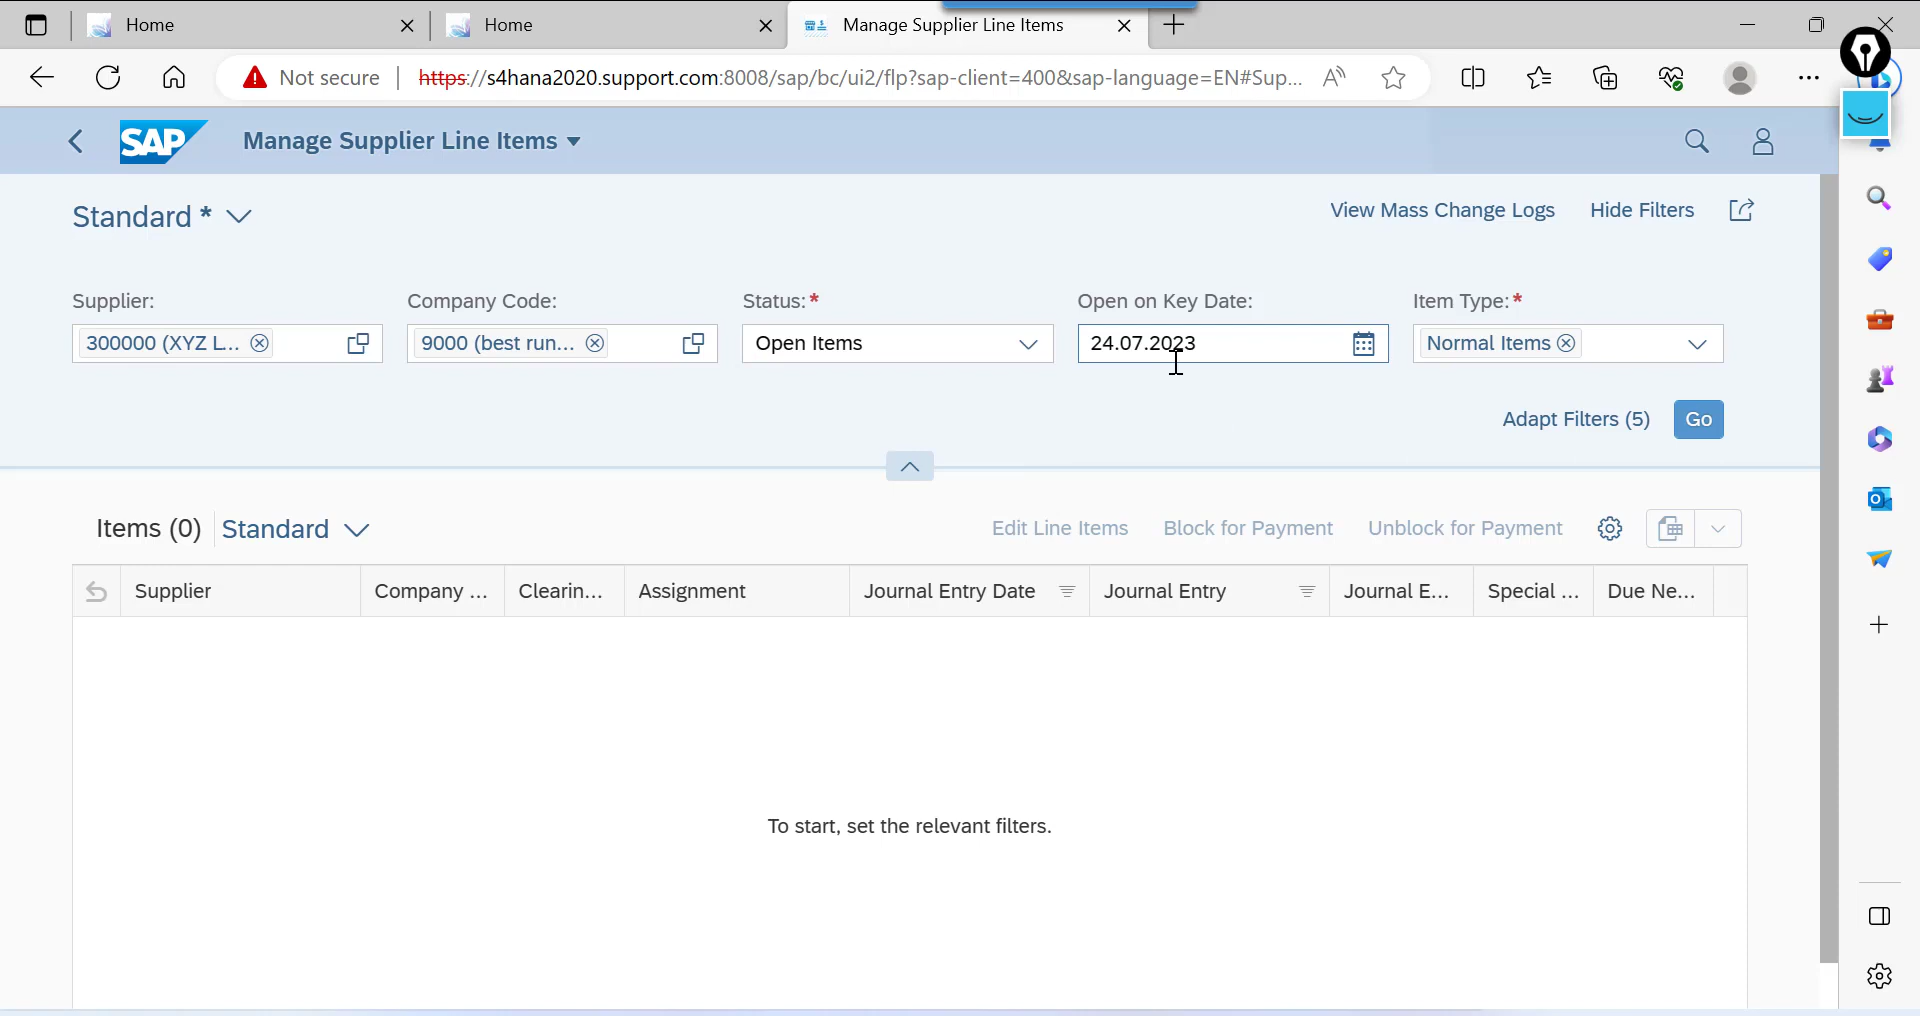 Home
Home
Manage Supplier Line Items
Not secure
https://s4hana2020.support.com:8008/sap/bc/ui2/flp?sap-client=400&sap-language=EN#Sup...
SAP
Manage Supplier Line Items
Standard *
View Mass Change Logs
Hide Filters
Supplier:
Company Code:
Status:*
Open on Key Date:
Item Type:*
300000 (XYZ L...
9000 (best run...
Open Items
24.07.2023
Normal Items
Adapt Filters (5)
Go
Items (0)
Standard
Edit Line Items
Block for Payment
Unblock for Payment
Supplier
Company ...
Clearin...
Assignment
Journal Entry Date
Journal Entry
Journal E...
Special ...
Due Ne...
To start, set the relevant filters.